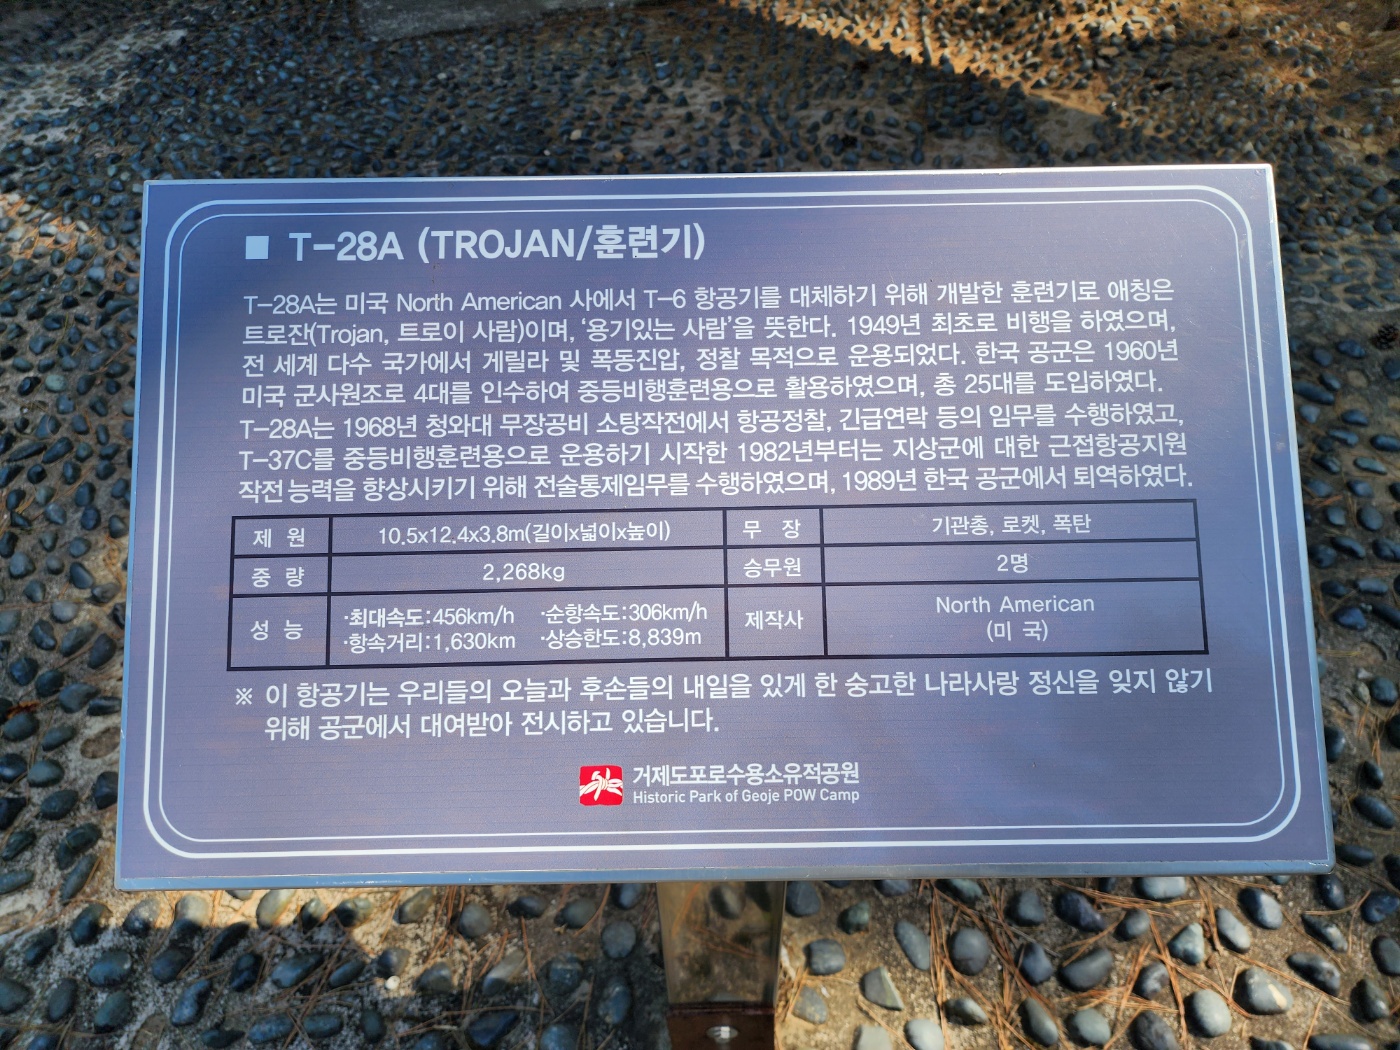 ■ T-28A (TROJAN/훈련기)
T-28A는 미국 North American 사에서 T-6 항공기를 대체하기 위해 개발한 훈련기로 애칭은
트로잔(Trojan, 트로이 사람)이며, '용기있는 사람'을 뜻한다. 1949년 최초로 비행을 하였으며,
전 세계 다수 국가에서 게릴라 및 폭동진압, 정찰 목적으로 운용되었다. 한국 공군은 1960년
미국 군사원조로 4대를 인수하여 중등비행훈련용으로 활용하였으며, 총 25대를 도입하였다.
T-28A는 1968년 청와대 무장공비 소탕작전에서 항공정찰, 긴급연락 등의 임무를 수행하였고,
T-37C를 중등비행훈련용으로 운용하기 시작한 1982년부터는 지상군에 대한 근접항공지원
작전능력을 향상시키기 위해 전술통제임무를 수행하였으며, 1989년 한국 공군에서 퇴역하였다.
제 원 10.5x12.4x3.8m(길이x넓이x높이) 무 장 기관총, 로켓, 폭탄
중 량 2,268kg 승무원 2명
성 능 ·최대속도:456km/h ·순항속도:306km/h 제작사 North American
·항속거리:1,630km ·상승한도:8,839m (미 국)
※ 이 항공기는 우리들의 오늘과 후손들의 내일을 있게 한 숭고한 나라사랑 정신을 잊지 않기
위해 공군에서 대여받아 전시하고 있습니다.
거제도포로수용소유적공원
Historic Park of Geoje POW Camp